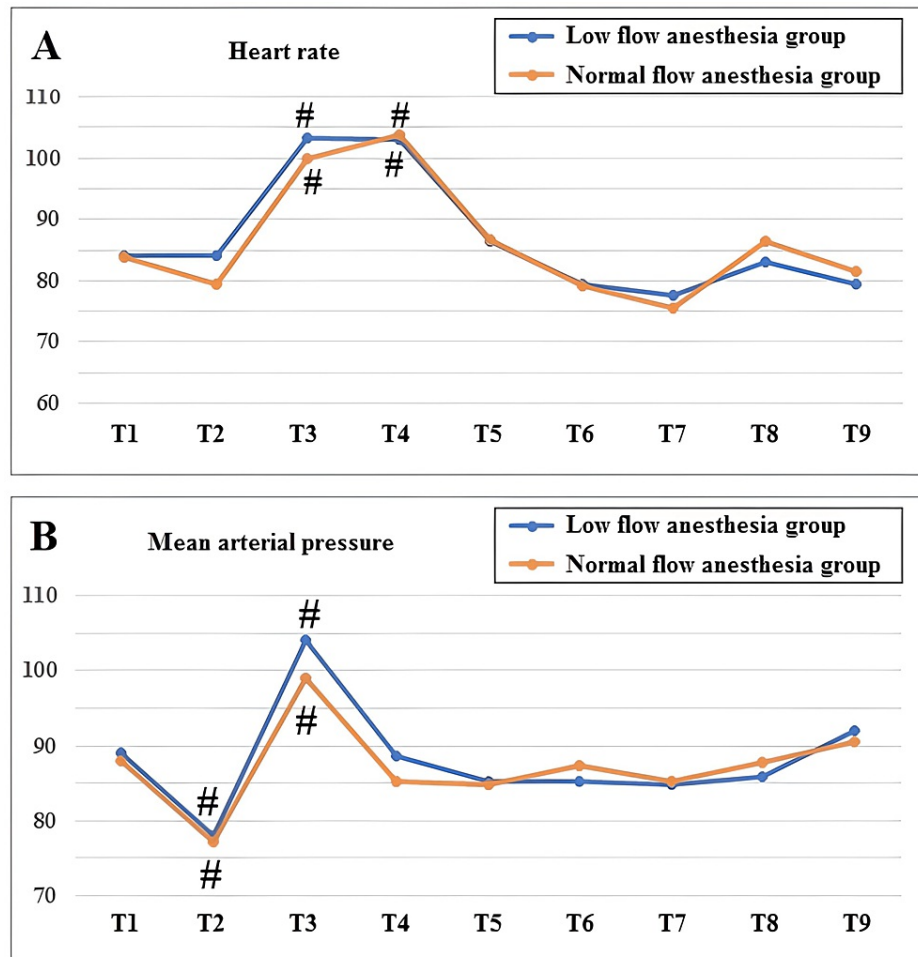 A
Heart rate
Low flow anesthesia group
Normal flow anesthesia group
110
#
#
100
#
#
90
80
70
60
T1 T2 T3 T4 T5 T6 T7 T8 T9
B
Mean arterial pressure
Low flow anesthesia group
Normal flow anesthesia group
110
#
100
#
90
#
80
#
70
T1 T2 T3 T4 T5 T6 T7 T8 T9